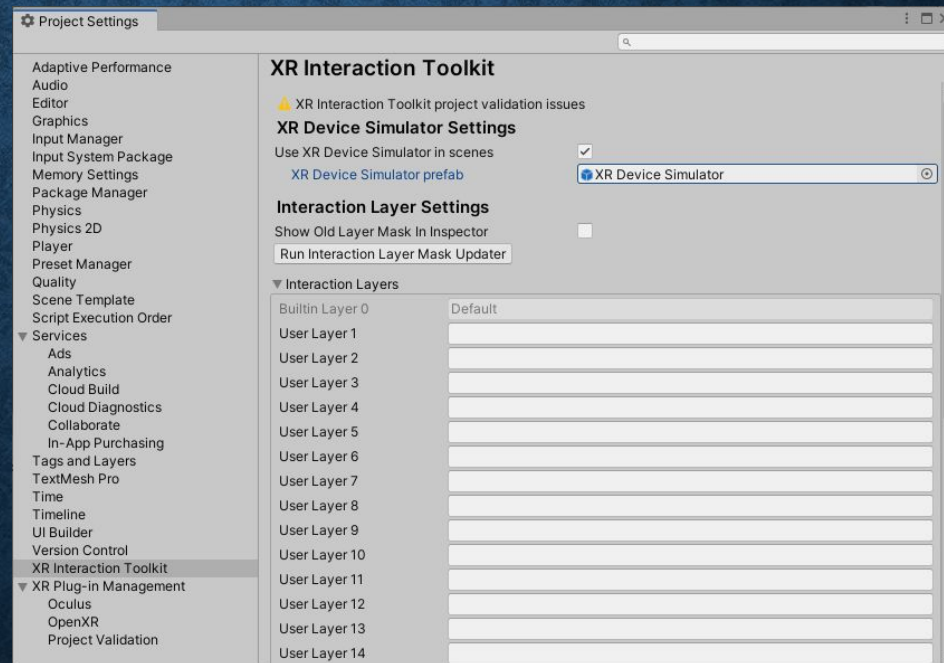 Project Settings
Adaptive Performance
Audio
Editor
Graphics
Input Manager
Input System Package
Memory Settings
Package Manager
Physics
Physics 2D
Player
Preset Manager
Quality
Scene Template
Script Execution Order
Services
Ads
Analytics
Cloud Build
Cloud Diagnostics
Collaborate
In-App Purchasing
Tags and Layers
TextMesh Pro
Time
Timeline
UI Builder
Version Control
XR Interaction Toolkit
XR Plug-in Management
Oculus
OpenXR
Project Validation
XR Interaction Toolkit
XR Interaction Toolkit project validation issues
XR Device Simulator Settings
Use XR Device Simulator in scenes
XR Device Simulator prefab XR Device Simulator
Interaction Layer Settings
Show Old Layer Mask In Inspector
Run Interaction Layer Mask Updater
Interaction Layers
Builtin Layer 0 Default
User Layer 1
User Layer 2
User Layer 3
User Layer 4
User Layer 5
User Layer 6
User Layer 7
User Layer 8
User Layer 9
User Layer 10
User Layer 11
User Layer 12
User Layer 13
User Layer 14